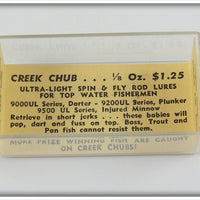 CREEK CHUB . . . ⅛ Oz. $1.25
ULTRA-LIGHT SPIN & FLY ROD LURES
FOR TOP WATER FISHERMEN
9000UL Series, Darter - 9200UL Series, Plunker
9500 UL Series, Injured Minnow
Retrieve in short jerks . . . these babies will
pop, dart and fuss on top. Bass, Trout and
Pan fish cannot resist them.
MORE PRIZE WINNING FISH ARE CAUGHT
ON CREEK CHUBS!